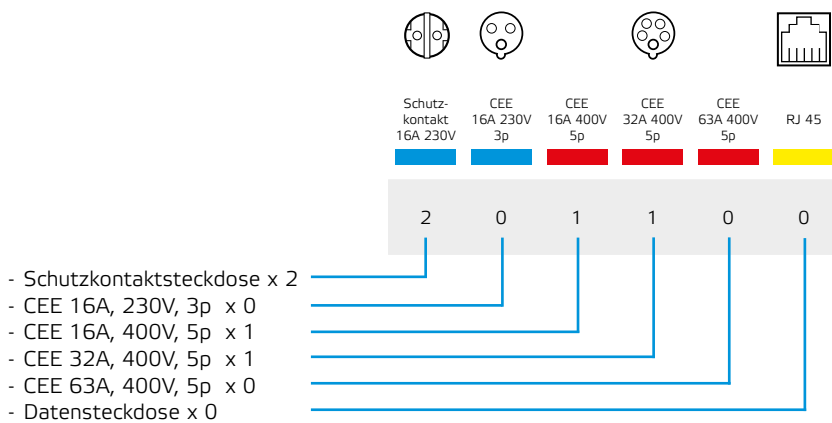 Schutz-
kontakt
16A 230V
CEE
16A 230V
3p
CEE
16A 400V
5p
CEE
32A 400V
5p
CEE
63A 400V
5p
RJ 45
2 0 1 1 0 0
- Schutzkontaktsteckdose x 2
- CEE 16A, 230V, 3p x 0
- CEE 16A, 400V, 5p x 1
- CEE 32A, 400V, 5p x 1
- CEE 63A, 400V, 5p x 0
- Datensteckdose x 0